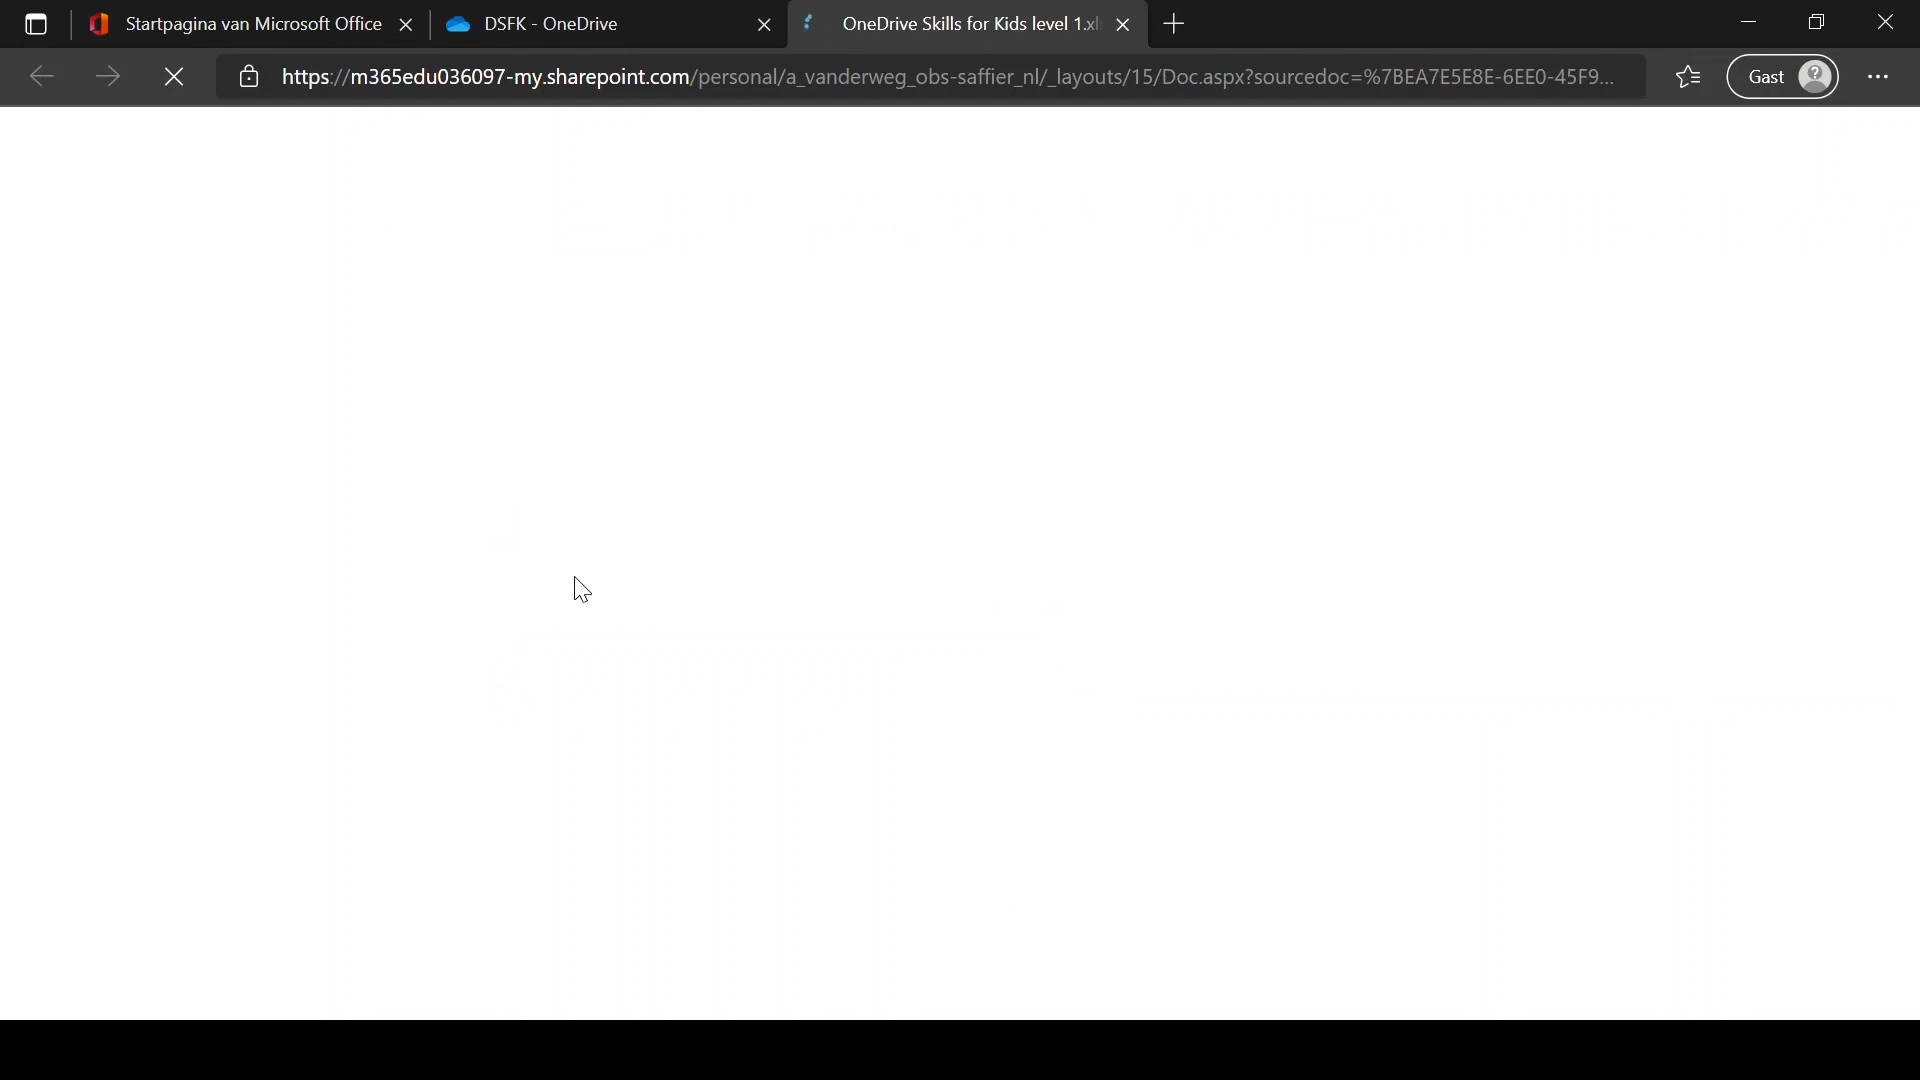 Startpagina van Microsoft Office
DSFK - OneDrive
OneDrive Skills for Kids level 1.xl
https://m365edu036097-my.sharepoint.com/personal/a_vanderweg_obs-saffier_nl/_layouts/15/Doc.aspx?sourcedoc=%7BEA7E5E8E-6EE0-45F9...
Gast